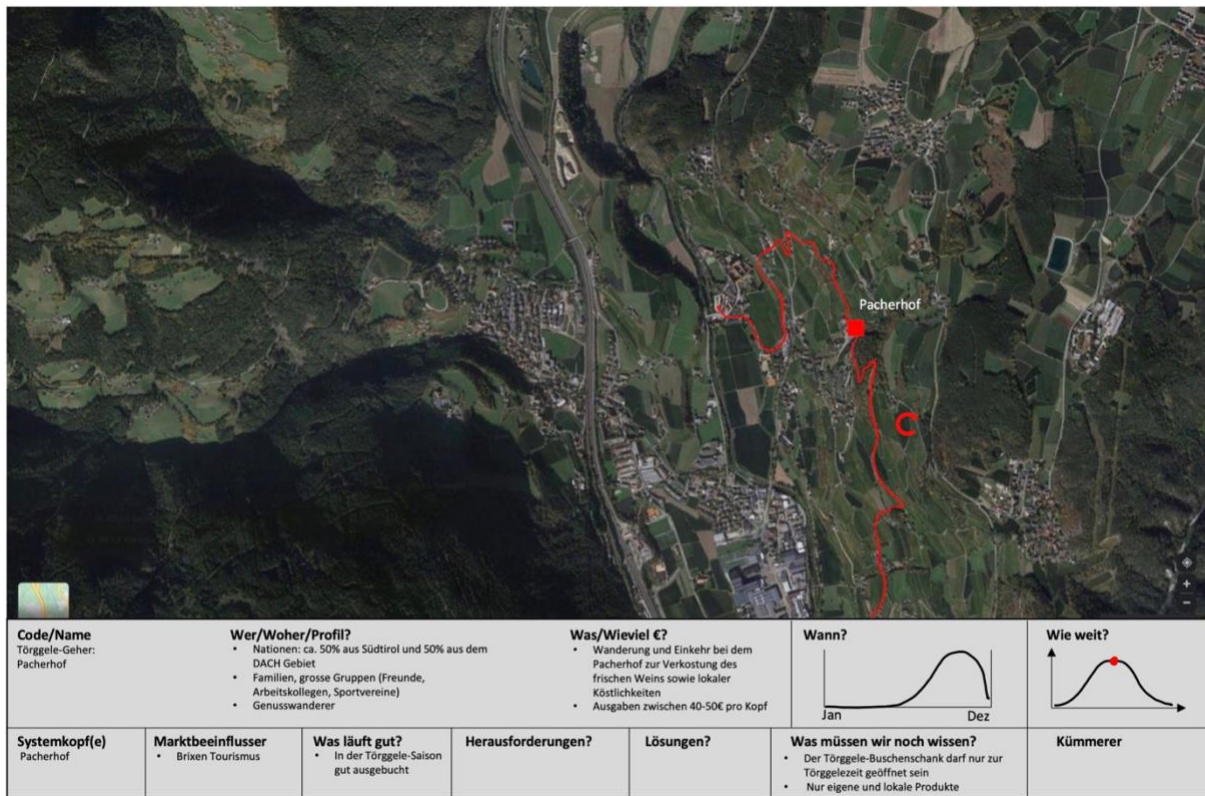 Pacherhof
C
Code/Name
Törggele-Geher:
Pacherhof
Wer/Woher/Profil?
• Nationen: ca. 50% aus Südtirol und 50% aus dem
DACH Gebiet
• Familien, grosse Gruppen (Freunde,
Arbeitskollegen, Sportvereine)
• Genusswanderer
Was/Wieviel €?
• Wanderung und Einkehr bei dem
Pacherhof zur Verkostung des
frischen Weins sowie lokaler
Köstlichkeiten
• Ausgaben zwischen 40-50€ pro Kopf
Wann?
Jan Dez
Wie weit?
Systemkopf(e)
Pacherhof
Marktbeeinflusser
• Brixen Tourismus
Was läuft gut?
• In der Törggele-Saison
gut ausgebucht
Herausforderungen?
Lösungen?
Was müssen wir noch wissen?
• Der Törggele-Buschenschank darf nur zur
Törggelezeit geöffnet sein
• Nur eigene und lokale Produkte
Kümmerer